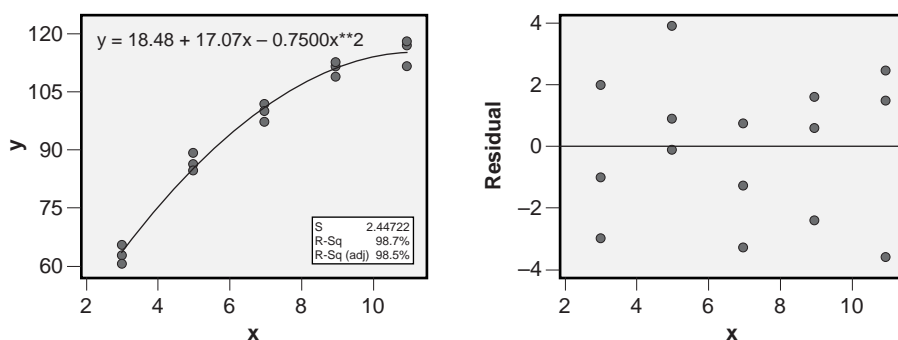 y = 18.48 + 17.07x – 0.7500x**2
120
105
90
75
60
y
S 2.44722
R-Sq 98.7%
R-Sq (adj) 98.5%
2 4 6 8 10
x
4
2
0
–2
–4
Residual
2 4 6 8 10
x